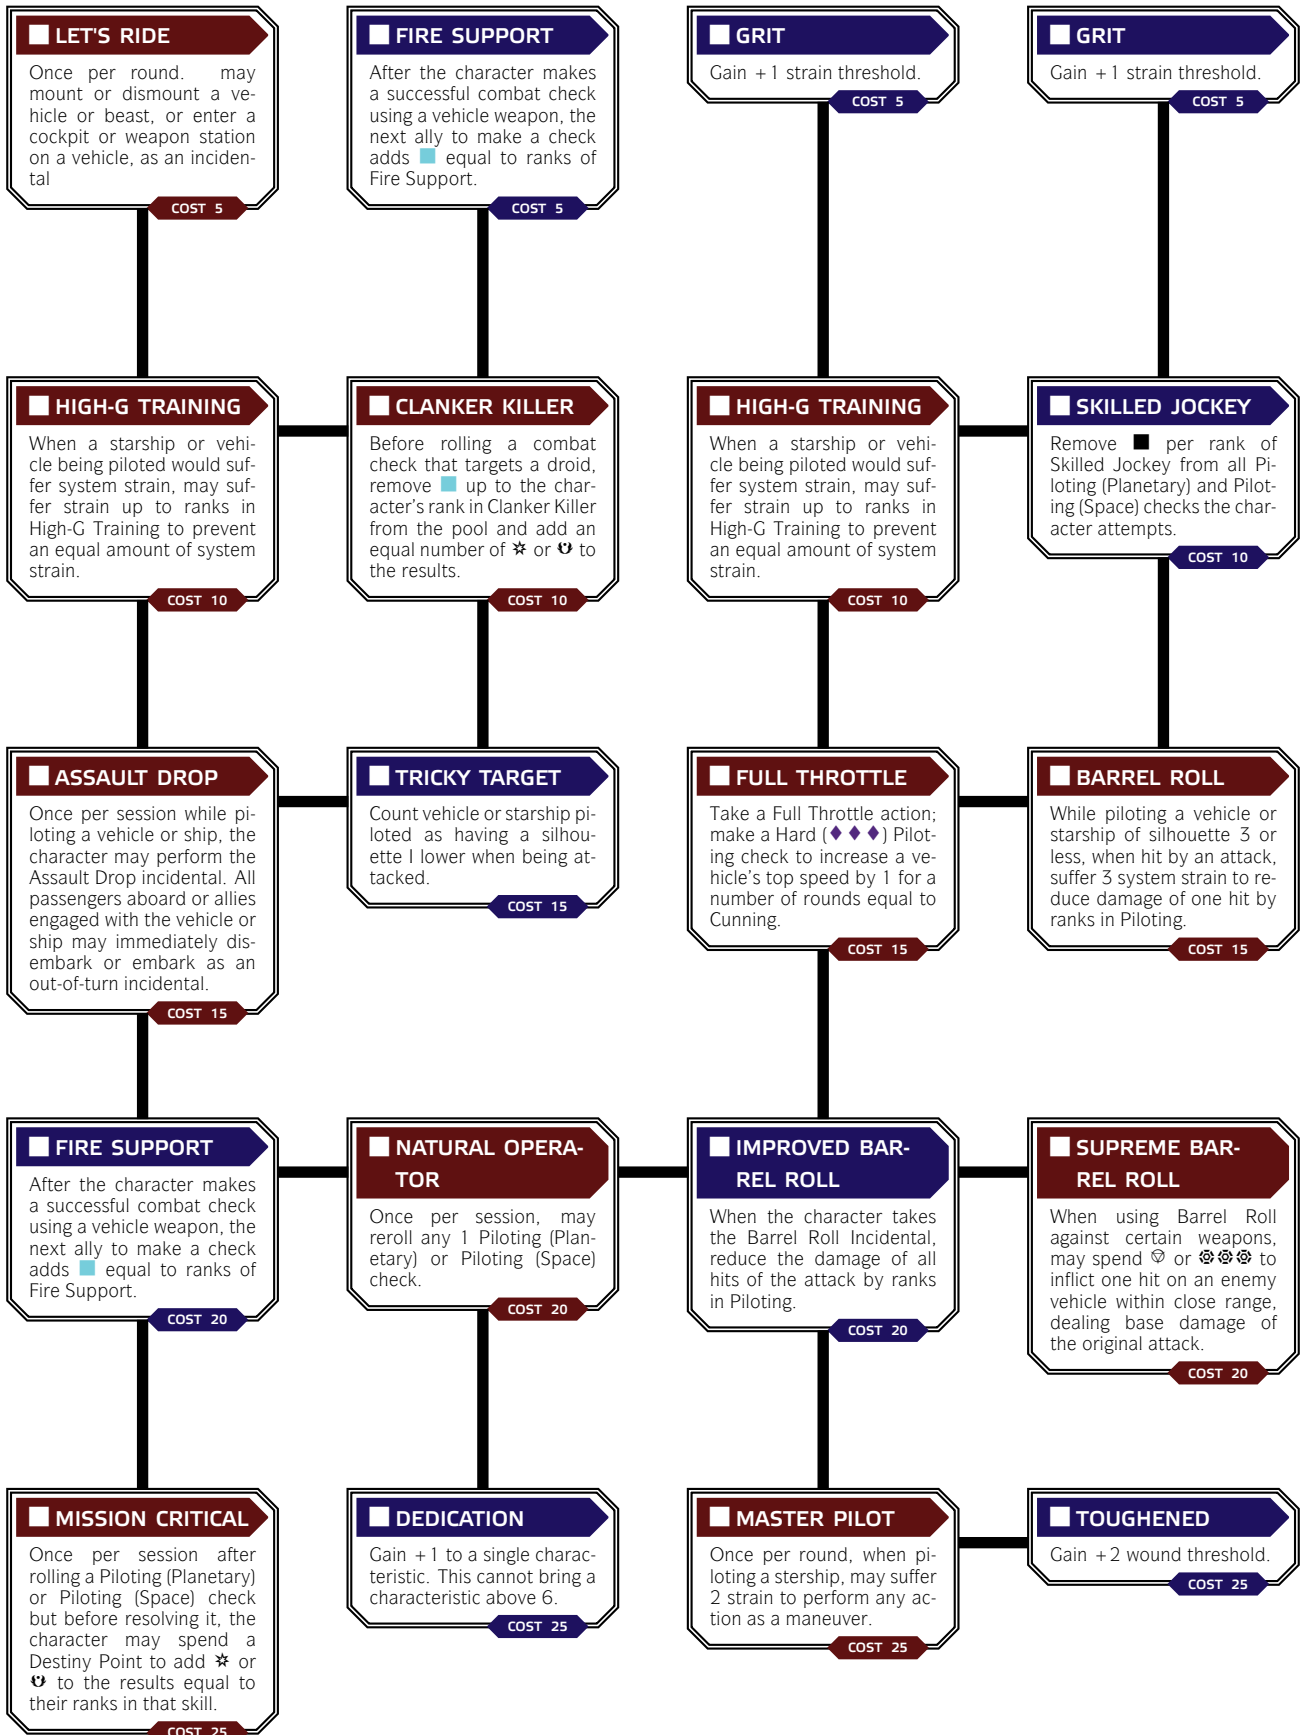 LET'S RIDE
Once per round. may
mount or dismount a ve-
hicle or beast, or enter a
cockpit or weapon station
on a vehicle, as an inciden-
tal
COST 5
FIRE SUPPORT
After the character makes
a successful combat check
using a vehicle weapon, the
next ally to make a check
adds equal to ranks of
Fire Support.
COST 5
GRIT
Gain +1 strain threshold.
COST 5
GRIT
Gain +1 strain threshold.
COST 5
HIGH-G TRAINING
When a starship or vehi-
cle being piloted would suf-
fer system strain, may suf-
fer strain up to ranks in
High-G Training to prevent
an equal amount of system
strain.
COST 10
CLANKER KILLER
Before rolling a combat
check that targets a droid,
remove up to the char-
acter's rank in Clanker Killer
from the pool and add an
equal number of or to
the results.
COST 10
HIGH-G TRAINING
When a starship or vehi-
cle being piloted would suf-
fer system strain, may suf-
fer strain up to ranks in
High-G Training to prevent
an equal amount of system
strain.
COST 10
SKILLED JOCKEY
Remove per rank of
Skilled Jockey from all Pi-
loting (Planetary) and Pilot-
ing (Space) checks the char-
acter attempts.
COST 10
ASSAULT DROP
Once per session while pi-
loting a vehicle or ship, the
character may perform the
Assault Drop incidental. All
passengers aboard or allies
engaged with the vehicle or
ship may immediately dis-
embark or embark as an
out-of-turn incidental.
COST 15
TRICKY TARGET
Count vehicle or starship pi-
loted as having a silhou-
ette I lower when being at-
tacked.
COST 15
FULL THROTTLE
Take a Full Throttle action;
make a Hard (♦♦♦) Pilot-
ing check to increase a ve-
hicle's top speed by 1 for a
number of rounds equal to
Cunning.
COST 15
BARREL ROLL
While piloting a vehicle or
starship of silhouette 3 or
less, when hit by an attack,
suffer 3 system strain to re-
duce damage of one hit by
ranks in Piloting.
COST 15
FIRE SUPPORT
After the character makes
a successful combat check
using a vehicle weapon, the
next ally to make a check
adds equal to ranks of
Fire Support.
COST 20
NATURAL OPERA-
TOR
Once per session, may
reroll any 1 Piloting (Plan-
etary) or Piloting (Space)
check.
COST 20
IMPROVED BAR-
REL ROLL
When the character takes
the Barrel Roll Incidental,
reduce the damage of all
hits of the attack by ranks
in Piloting.
COST 20
SUPREME BAR-
REL ROLL
When using Barrel Roll
against certain weapons,
may spend or to
inflict one hit on an enemy
vehicle within close range,
dealing base damage of
the original attack.
COST 20
MISSION CRITICAL
Once per session after
rolling a Piloting (Planetary)
or Piloting (Space) check
but before resolving it, the
character may spend a
Destiny Point to add or
to the results equal to
their ranks in that skill.
COST 25
DEDICATION
Gain +1 to a single charac-
teristic. This cannot bring a
characteristic above 6.
COST 25
MASTER PILOT
Once per round, when pi-
loting a stership, may suffer
2 strain to perform any ac-
tion as a maneuver.
COST 25
TOUGHENED
Gain +2 wound threshold.
COST 25